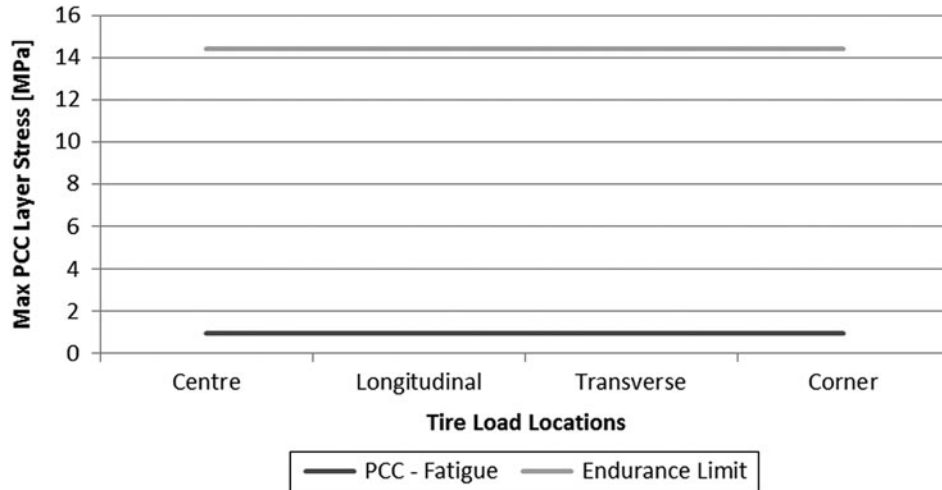 Max PCC Layer Stress [MPa]
16
14
12
10
8
6
4
2
0
Centre Longitudinal Transverse Corner
Tire Load Locations
PCC - Fatigue Endurance Limit